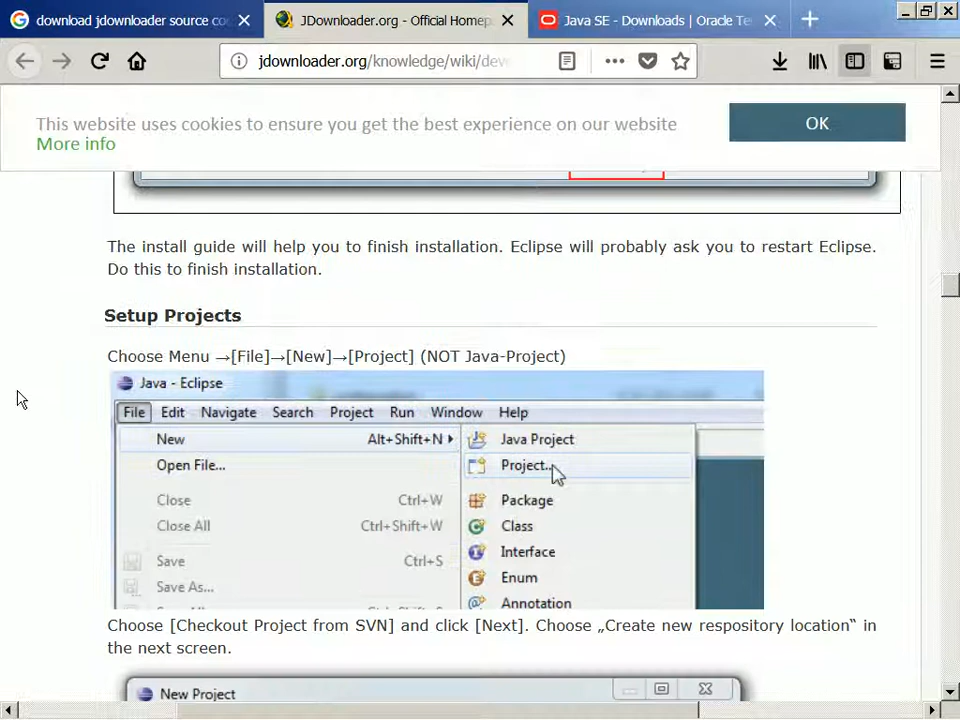 download jdownloader source co
JDownloader.org - Official Homep
Java SE - Downloads | Oracle Te
jdownloader.org/knowledge/wiki/dev
This website uses cookies to ensure you get the best experience on our website
More info
OK
The install guide will help you to finish installation. Eclipse will probably ask you to restart Eclipse.
Do this to finish installation.
Setup Projects
Choose Menu →[File]→[New]→[Project] (NOT Java-Project)
Java - Eclipse
File Edit Navigate Search Project Run Window Help
New Alt+Shift+N
Java Project
Open File...
Project...
Close Ctrl+W
Package
Close All Ctrl+Shift+W
Class
Interface
Save Ctrl+S
Enum
Save As...
Annotation
Choose [Checkout Project from SVN] and click [Next]. Choose „Create new respository location“ in
the next screen.
New Project